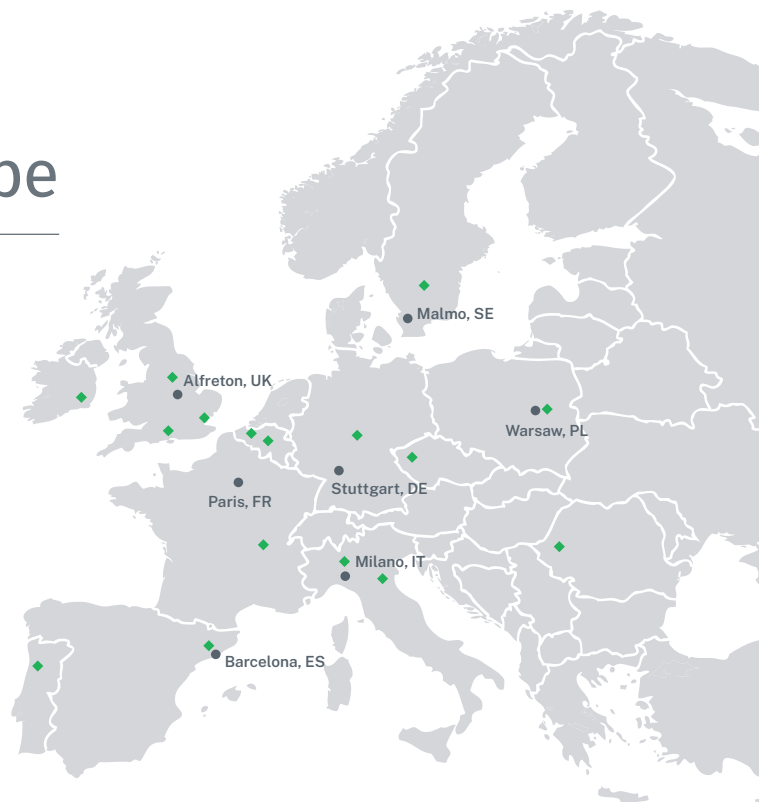 pe
Malmo, SE
Alfreton, UK
Warsaw, PL
Stuttgart, DE
Paris, FR
Milano, IT
Barcelona, ES